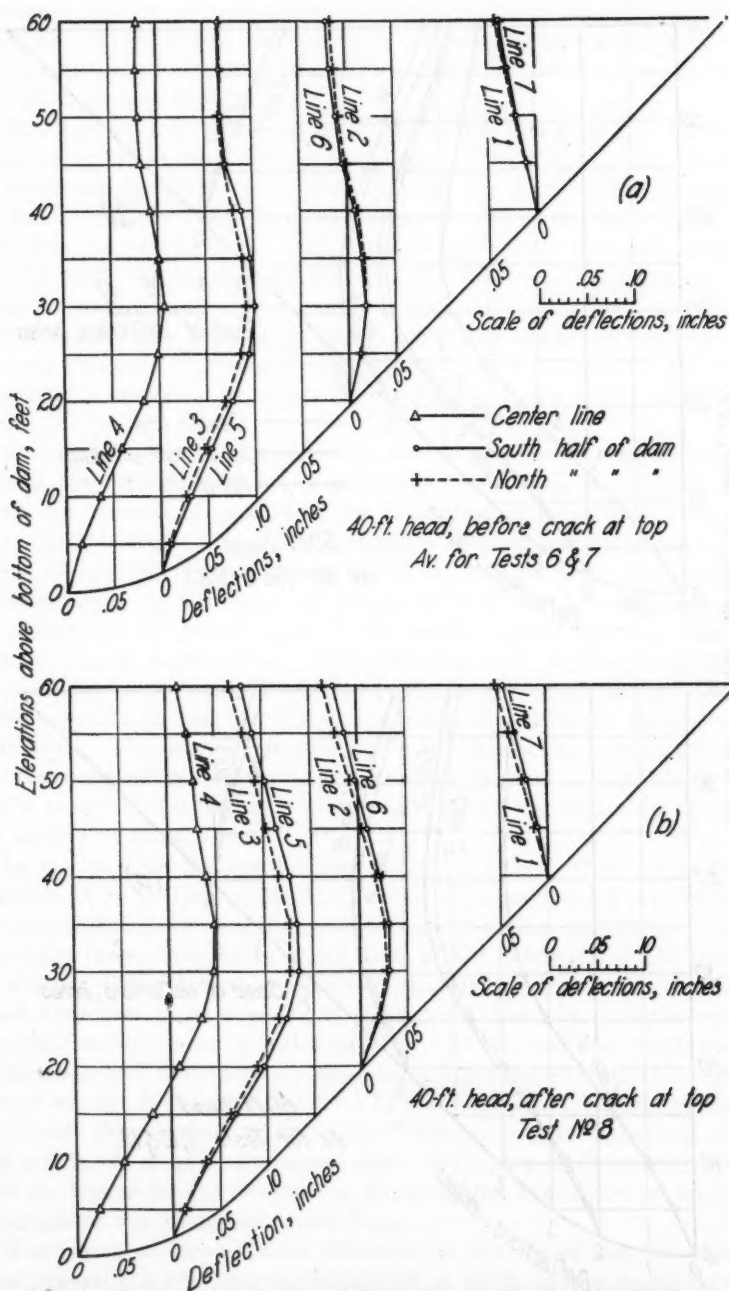 60
50
40
30
20
10
0
Elevations above bottom of dam, feet
Line 4
Line 3
Line 5
Line 6
Line 2
Line 1
Line 7
(a)
0 .05 .10
Scale of deflections, inches
Center line
South half of dam
North " " "
40-ft. head, before crack at top
Av. for Tests 6 & 7
0 .05 0 .05 .10
0 .05
0 .05
0 .05
Deflections, inches
60
50
40
30
20
10
0
Line 4
Line 3
Line 5
Line 2
Line 6
Line 1
Line 7
(b)
0 .05 .10
Scale of deflections, inches
40-ft. head, after crack at top
Test Nº 8
0 .05 0 .05 .10
0 .05
0 .05
Deflection, inches